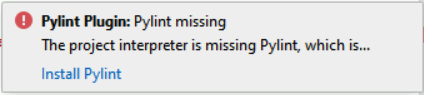 Pylint Plugin: Pylint missing
The project interpreter is missing Pylint, which is...
Install Pylint